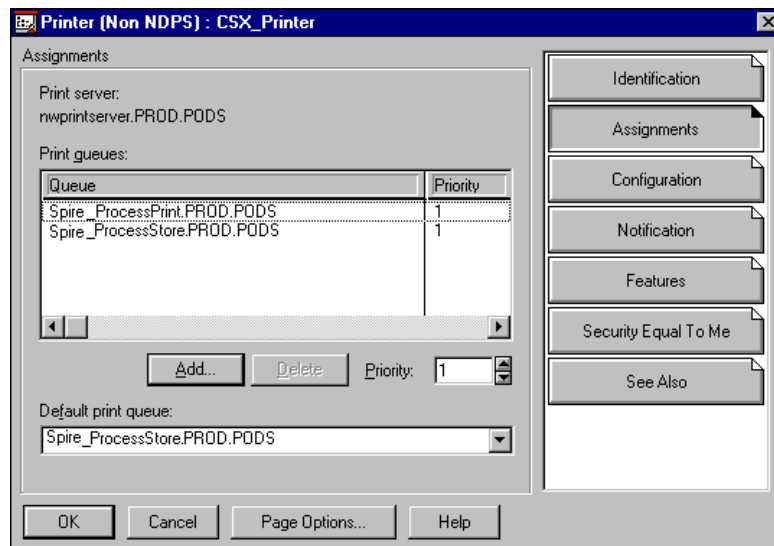 Printer (Non NDPS) : CSX_Printer
Assignments
Print server:
nwprintserver.PROD.PODS
Print queues:
Queue Priority
Spire_ProcessPrint.PROD.PODS 1
Spire_ProcessStore.PROD.PODS 1
Add... Delete Priority: 1
Default print queue:
Spire_ProcessStore.PROD.PODS
OK Cancel Page Options... Help
Identification
Assignments
Configuration
Notification
Features
Security Equal To Me
See Also